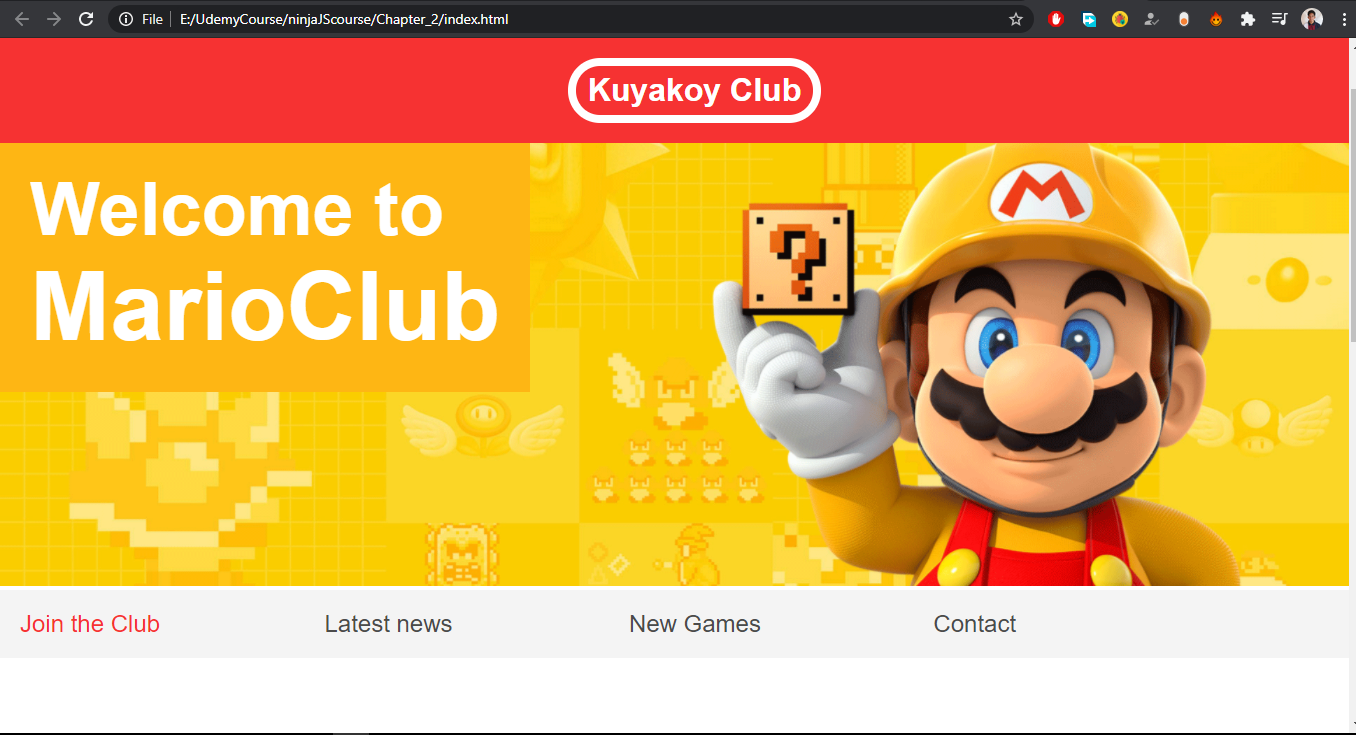 File
E:/UdemyCourse/ninjaJScourse/Chapter_2/index.html
Kuyakoy Club
Welcome to
MarioClub
M
?
Join the Club
Latest news
New Games
Contact